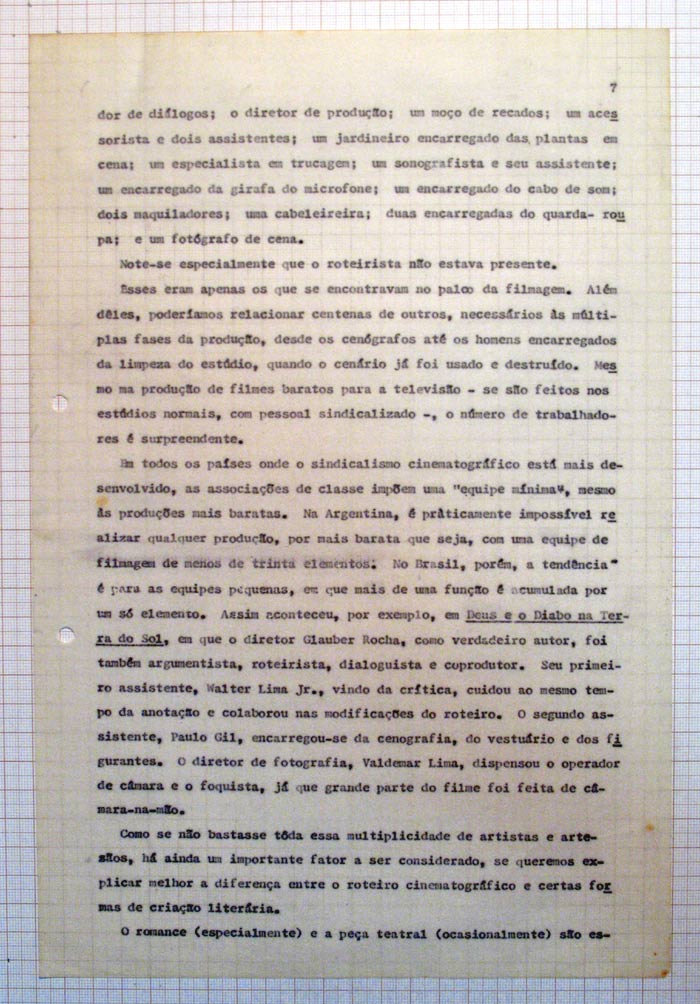 7
dor de diálogos; o diretor de produção; um moço de recados; um aces
sorista e dois assistentes; um jardineiro encarregado das plantas em
cena; um especialista em trucagem; um sonografista e seu assistente;
um encarregado da girafa do microfone; um encarregado do cabo de som;
dois maquiladores; uma cabeleireira; duas encarregadas do quarda- rou
pa; e um fotógrafo de cena.
Note-se especialmente que o roteirista não estava presente.
Esses eram apenas os que se encontravam no palco da filmagem. Além
dêles, poderíamos relacionar centenas de outros, necessários às múlti-
plas fases da produção, desde os cenógrafos até os homens encarregados
da limpeza do estúdio, quando o cenário já foi usado e destruído. Mes
mo ma produção de filmes baratos para a televisão - se são feitos nos
estúdios normais, com pessoal sindicalizado -, o número de trabalhado-
res é surpreendente.
Em todos os países onde o sindicalismo cinematográfico está mais de-
senvolvido, as associações de classe impõem uma "equipe mínima", mesmo
às produções mais baratas. Na Argentina, é pràticamente impossível re
alizar qualquer produção, por mais barata que seja, com uma equipe de
filmagem de menos de trinta elementos. No Brasil, porém, a tendência"
é para as equipes pequenas, em que mais de uma função é acumulada por
um só elemento. Assim aconteceu, por exemplo, em Deus e o Diabo na Ter-
ra do Sol, em que o diretor Glauber Rocha, como verdadeiro autor, foi
também argumentista, roteirista, dialoguista e coprodutor. Seu primei-
ro assistente, Walter Lima Jr., vindo da crítica, cuidou ao mesmo tem-
po da anotação e colaborou nas modificações do roteiro. O segundo as-
sistente, Paulo Gil, encarregou-se da cenografia, do vestuário e dos fi
gurantes. O diretor de fotografia, Valdemar Lima, dispensou o operador
de câmara e o foquista, já que grande parte do filme foi feita de câ-
mara-na-mão.
Como se não bastasse tôda essa multiplicidade de artistas e arte-
sãos, há ainda um importante fator a ser considerado, se queremos ex-
plicar melhor a diferença entre o roteiro cinematográfico e certas for
mas de criação literária.
O romance (especialmente) e a peça teatral (ocasionalmente) são es-